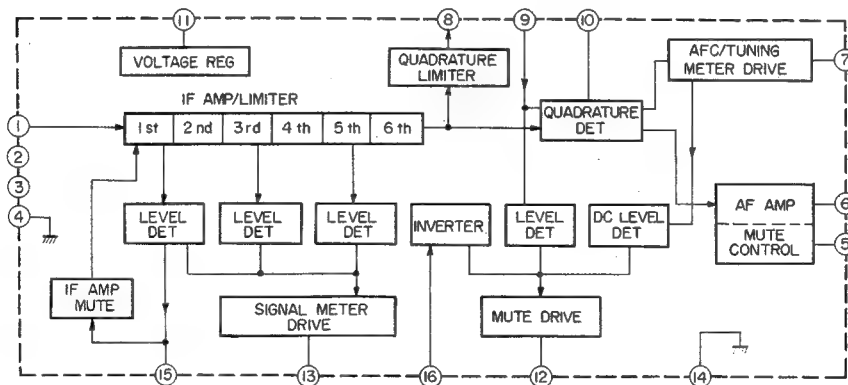 11
8
9
10
VOLTAGE REG
QUADRATURE
LIMITER
AFC/TUNING
METER DRIVE
7
IF AMP/LIMITER
1
1st
2nd
3rd
4th
5th
6th
QUADRATURE
DET
2
3
4
LEVEL
DET
LEVEL
DET
LEVEL
DET
INVERTER
LEVEL
DET
DC LEVEL
DET
AF AMP
6
MUTE
CONTROL
5
IF AMP
MUTE
SIGNAL METER
DRIVE
MUTE DRIVE
15
13
16
12
14